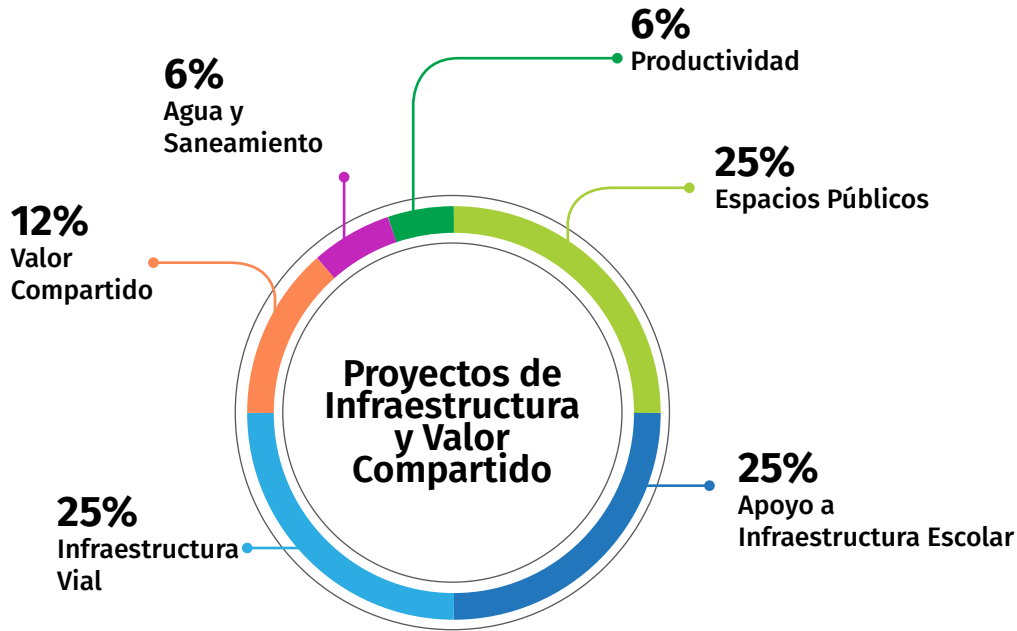 6%
Productividad
6%
Agua y
Saneamiento
25%
Espacios Públicos
12%
Valor
Compartido
Proyectos de
Infraestructura
y Valor
Compartido
25%
Apoyo a
Infraestructura Escolar
25%
Infraestructura
Vial